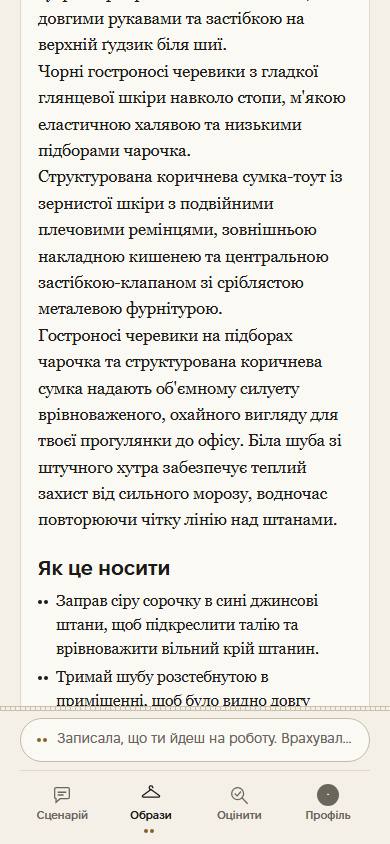 довгими рукавами та застібкою на
верхній ґудзик біля шиї.
Чорні гостроносі черевики з гладкої
глянцевої шкіри навколо стопи, м'якою
еластичною халявою та низькими
підборами чарочка.
Структурована коричнева сумка-тоут із
зернистої шкіри з подвійними
плечовими ремінцями, зовнішньою
накладною кишенею та центральною
застібкою-клапаном зі сріблястою
металевою фурнітурою.
Гостроносі черевики на підборах
чарочка та структурована коричнева
сумка надають об'ємному силуету
врівноваженого, охайного вигляду для
твоєї прогулянки до офісу. Біла шуба зі
штучного хутра забезпечує теплий
захист від сильного морозу, водночас
повторюючи чітку лінію над штанами.
Як це носити
•• Заправ сіру сорочку в сині джинсові
штани, щоб підкреслити талію та
врівноважити вільний крій штанин.
•• Тримай шубу розстебнутою в
приміщенні, щоб було видно довгу
•• Записала, що ти йдеш на роботу. Врахувал...
Сценарій
Образи
Оцінити
Профіль